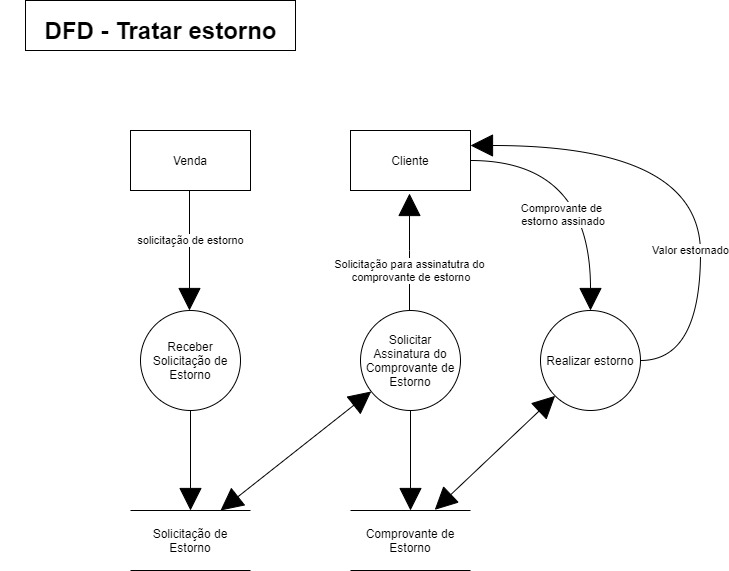 DFD - Tratar estorno
Venda
Cliente
solicitação de estorno
Comprovante de
estorno assinado
Valor estornado
Solicitação para assinatutra do
comprovante de estorno
Receber
Solicitação de
Estorno
Solicitar
Assinatura do
Comprovante de
Estorno
Realizar estorno
Solicitação de
Estorno
Comprovante de
Estorno